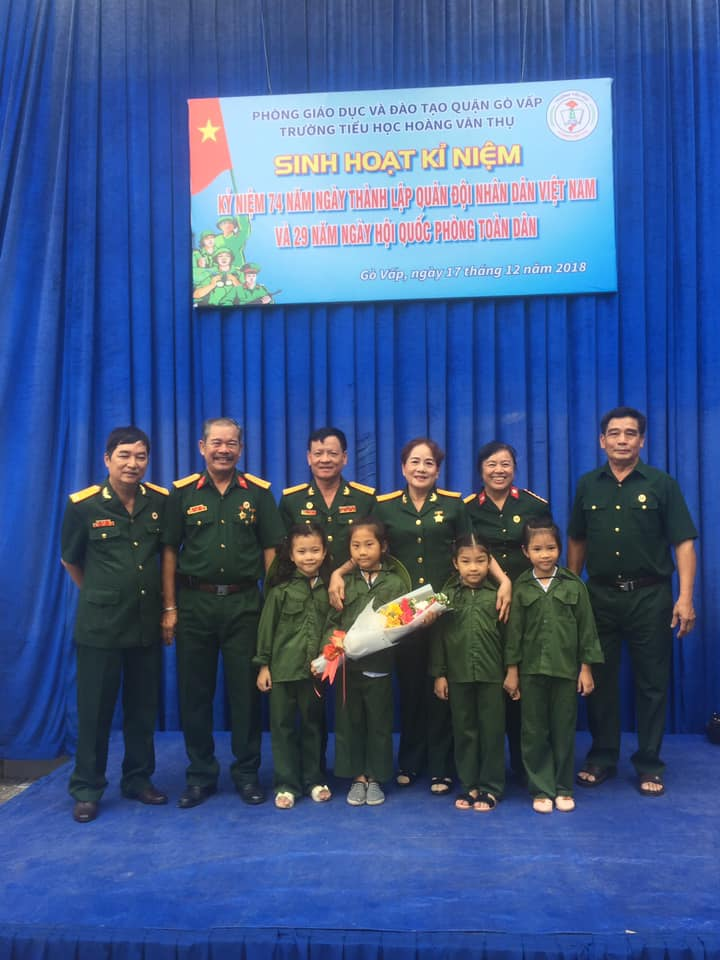 PHÒNG GIÁO DỤC VÀ ĐÀO TẠO QUẬN GÒ VẤP
TRƯỜNG TIỂU HỌC HOÀNG VĂN THỤ
SINH HOẠT KỈ NIỆM
KỶ NIỆM 74 NĂM NGÀY THÀNH LẬP QUÂN ĐỘI NHÂN DÂN VIỆT NAM
VÀ 29 NĂM NGÀY HỘI QUỐC PHÒNG TOÀN DÂN
Gò Vấp, ngày 17 tháng 12 năm 2018